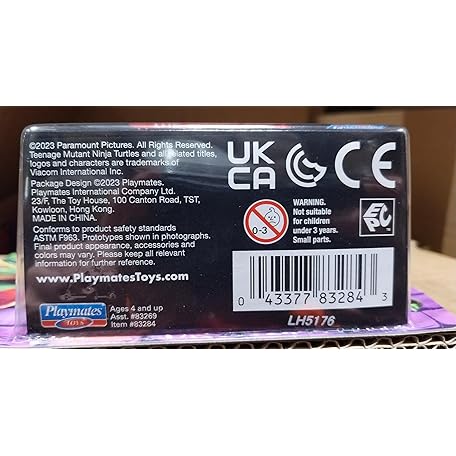 ©2023 Paramount Pictures. All Rights Reserved.
Teenage Mutant Ninja Turtles and all related titles,
logos and characters are trademarks of
Viacom International Inc.
Package Design ©2023 Playmates.
Playmates International Company Ltd.
23/F, The Toy House, 100 Canton Road, TST,
Kowloon, Hong Kong.
MADE IN CHINA.
Conforms to product safety standards
ASTM F963. Prototypes shown in photographs.
Final product appearance, accessories and
colors may vary. Please keep all relevant
information for further reference.
www.PlaymatesToys.com
Playmates
TOYS
Ages 4 and up
Asst. #83269
Item #83284
UK
CA
CE
0-3
WARNING.
Not suitable
for children
under 3 years.
Small parts.
EPC
TM
0 43377 83284 3
LH5176